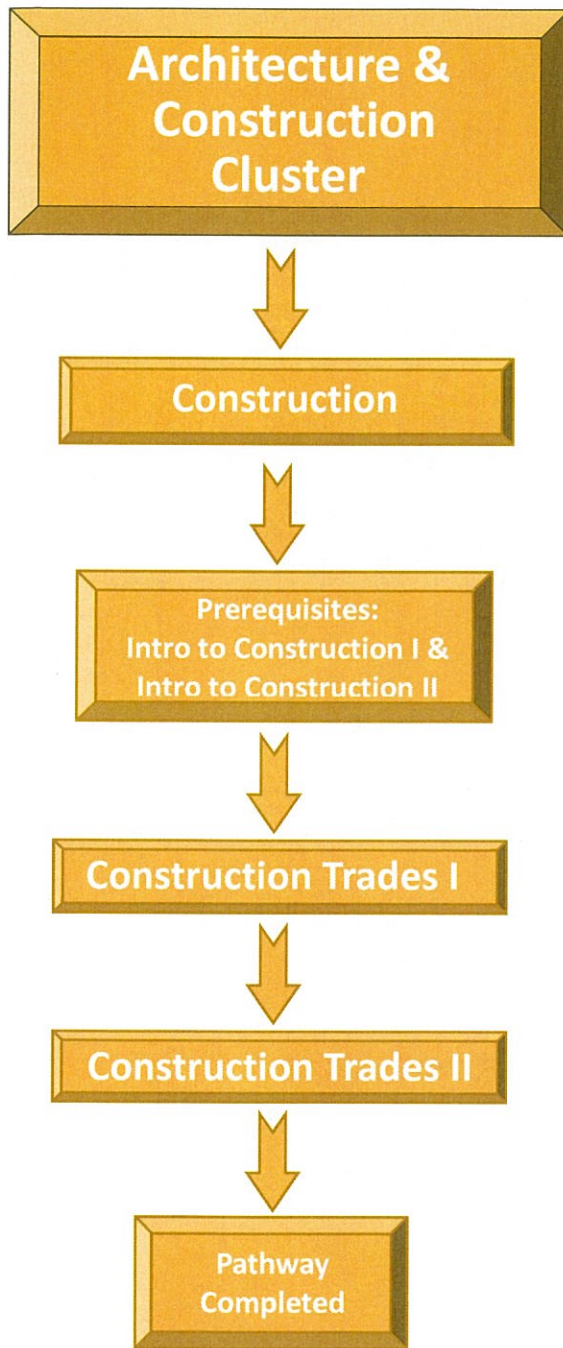 Architecture &
Construction
Cluster
Construction
Prerequisites:
Intro to Construction I &
Intro to Construction II
Construction Trades I
Construction Trades II
Pathway
Completed